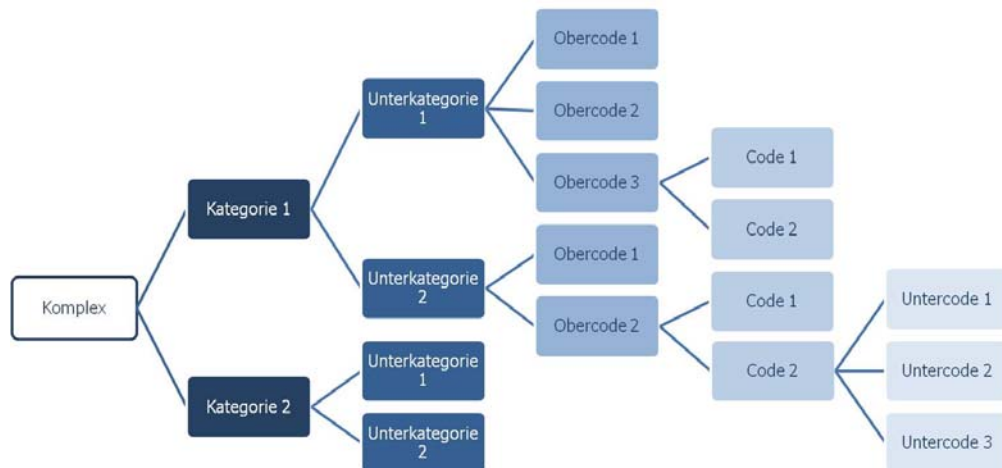 Komplex
Kategorie 1
Unterkategorie
1
Obercode 1
Obercode 2
Obercode 3
Code 1
Code 2
Unterkategorie
2
Obercode 1
Obercode 2
Code 1
Code 2
Untercode 1
Untercode 2
Untercode 3
Kategorie 2
Unterkategorie
1
Unterkategorie
2